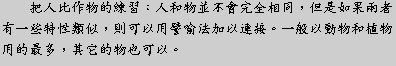 把人比作物的練習：人和物並不會完全相同，但是如果兩者
有一些特性類似，則可以用譬喻法加以連接。一般以動物和植物
用的最多，其它的物也可以。